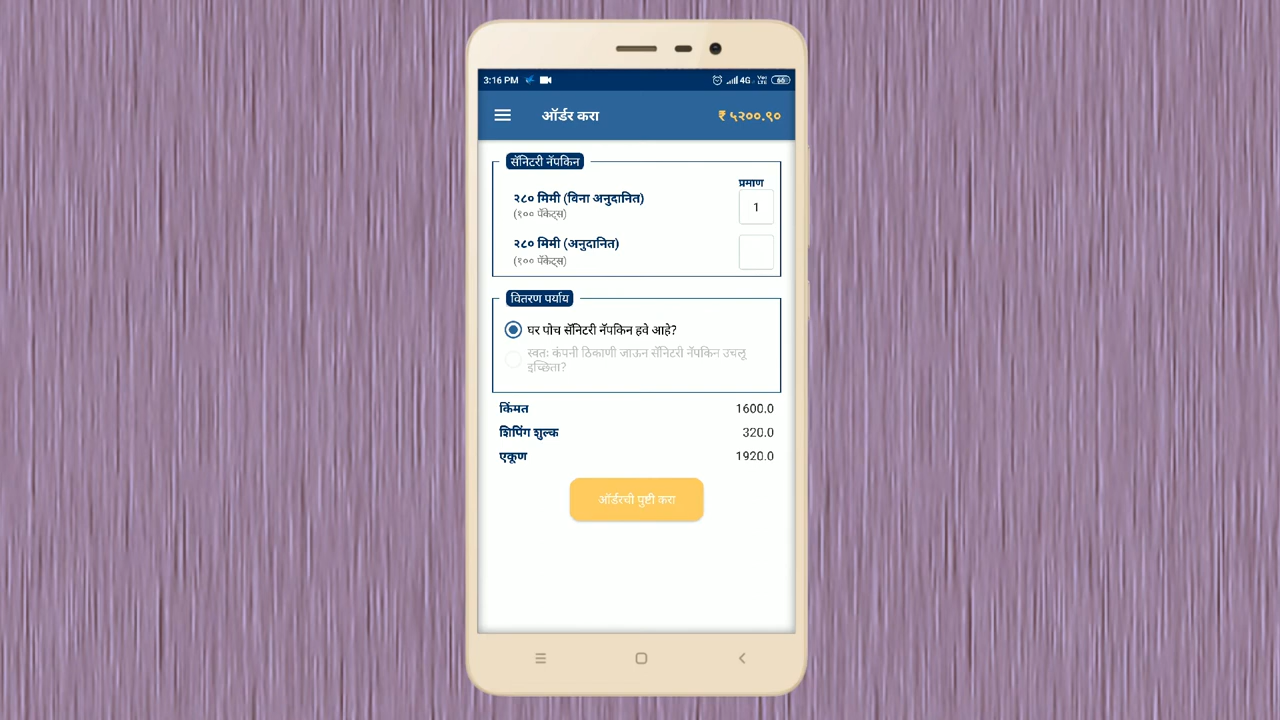 3:16 PM 4G VoLTE 60
ऑर्डर करा ₹ ५२००.९०
सॅनिटरी नॅपकिन
प्रमाण
२८० मिमी (विना अनुदानित) 1
(१०० पॅकेट्स)
२८० मिमी (अनुदानित)
(१०० पॅकेट्स)
वितरण पर्याय
घर पोच सॅनिटरी नॅपकिन हवे आहे?
स्वतः कंपनी ठिकाणी जाऊन सॅनिटरी नॅपकिन उचलू
इच्छिता?
किंमत 1600.0
शिपिंग शुल्क 320.0
एकूण 1920.0
ऑर्डरची पुष्टी करा